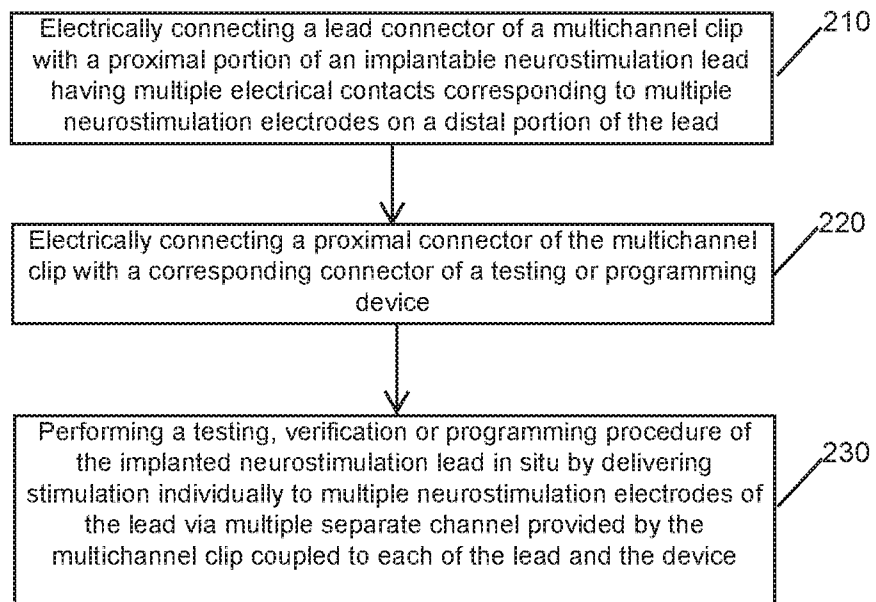 Electrically connecting a lead connector of a multichannel clip
with a proximal portion of an implantable neurostimulation lead
having multiple electrical contacts corresponding to multiple
neurostimulation electrodes on a distal portion of the lead
210
Electrically connecting a proximal connector of the multichannel
clip with a corresponding connector of a testing or programming
device
220
Performing a testing, verification or programming procedure of
the implanted neurostimulation lead in situ by delivering
stimulation individually to multiple neurostimulation electrodes of
the lead via multiple separate channel provided by the
multichannel clip coupled to each of the lead and the device
230